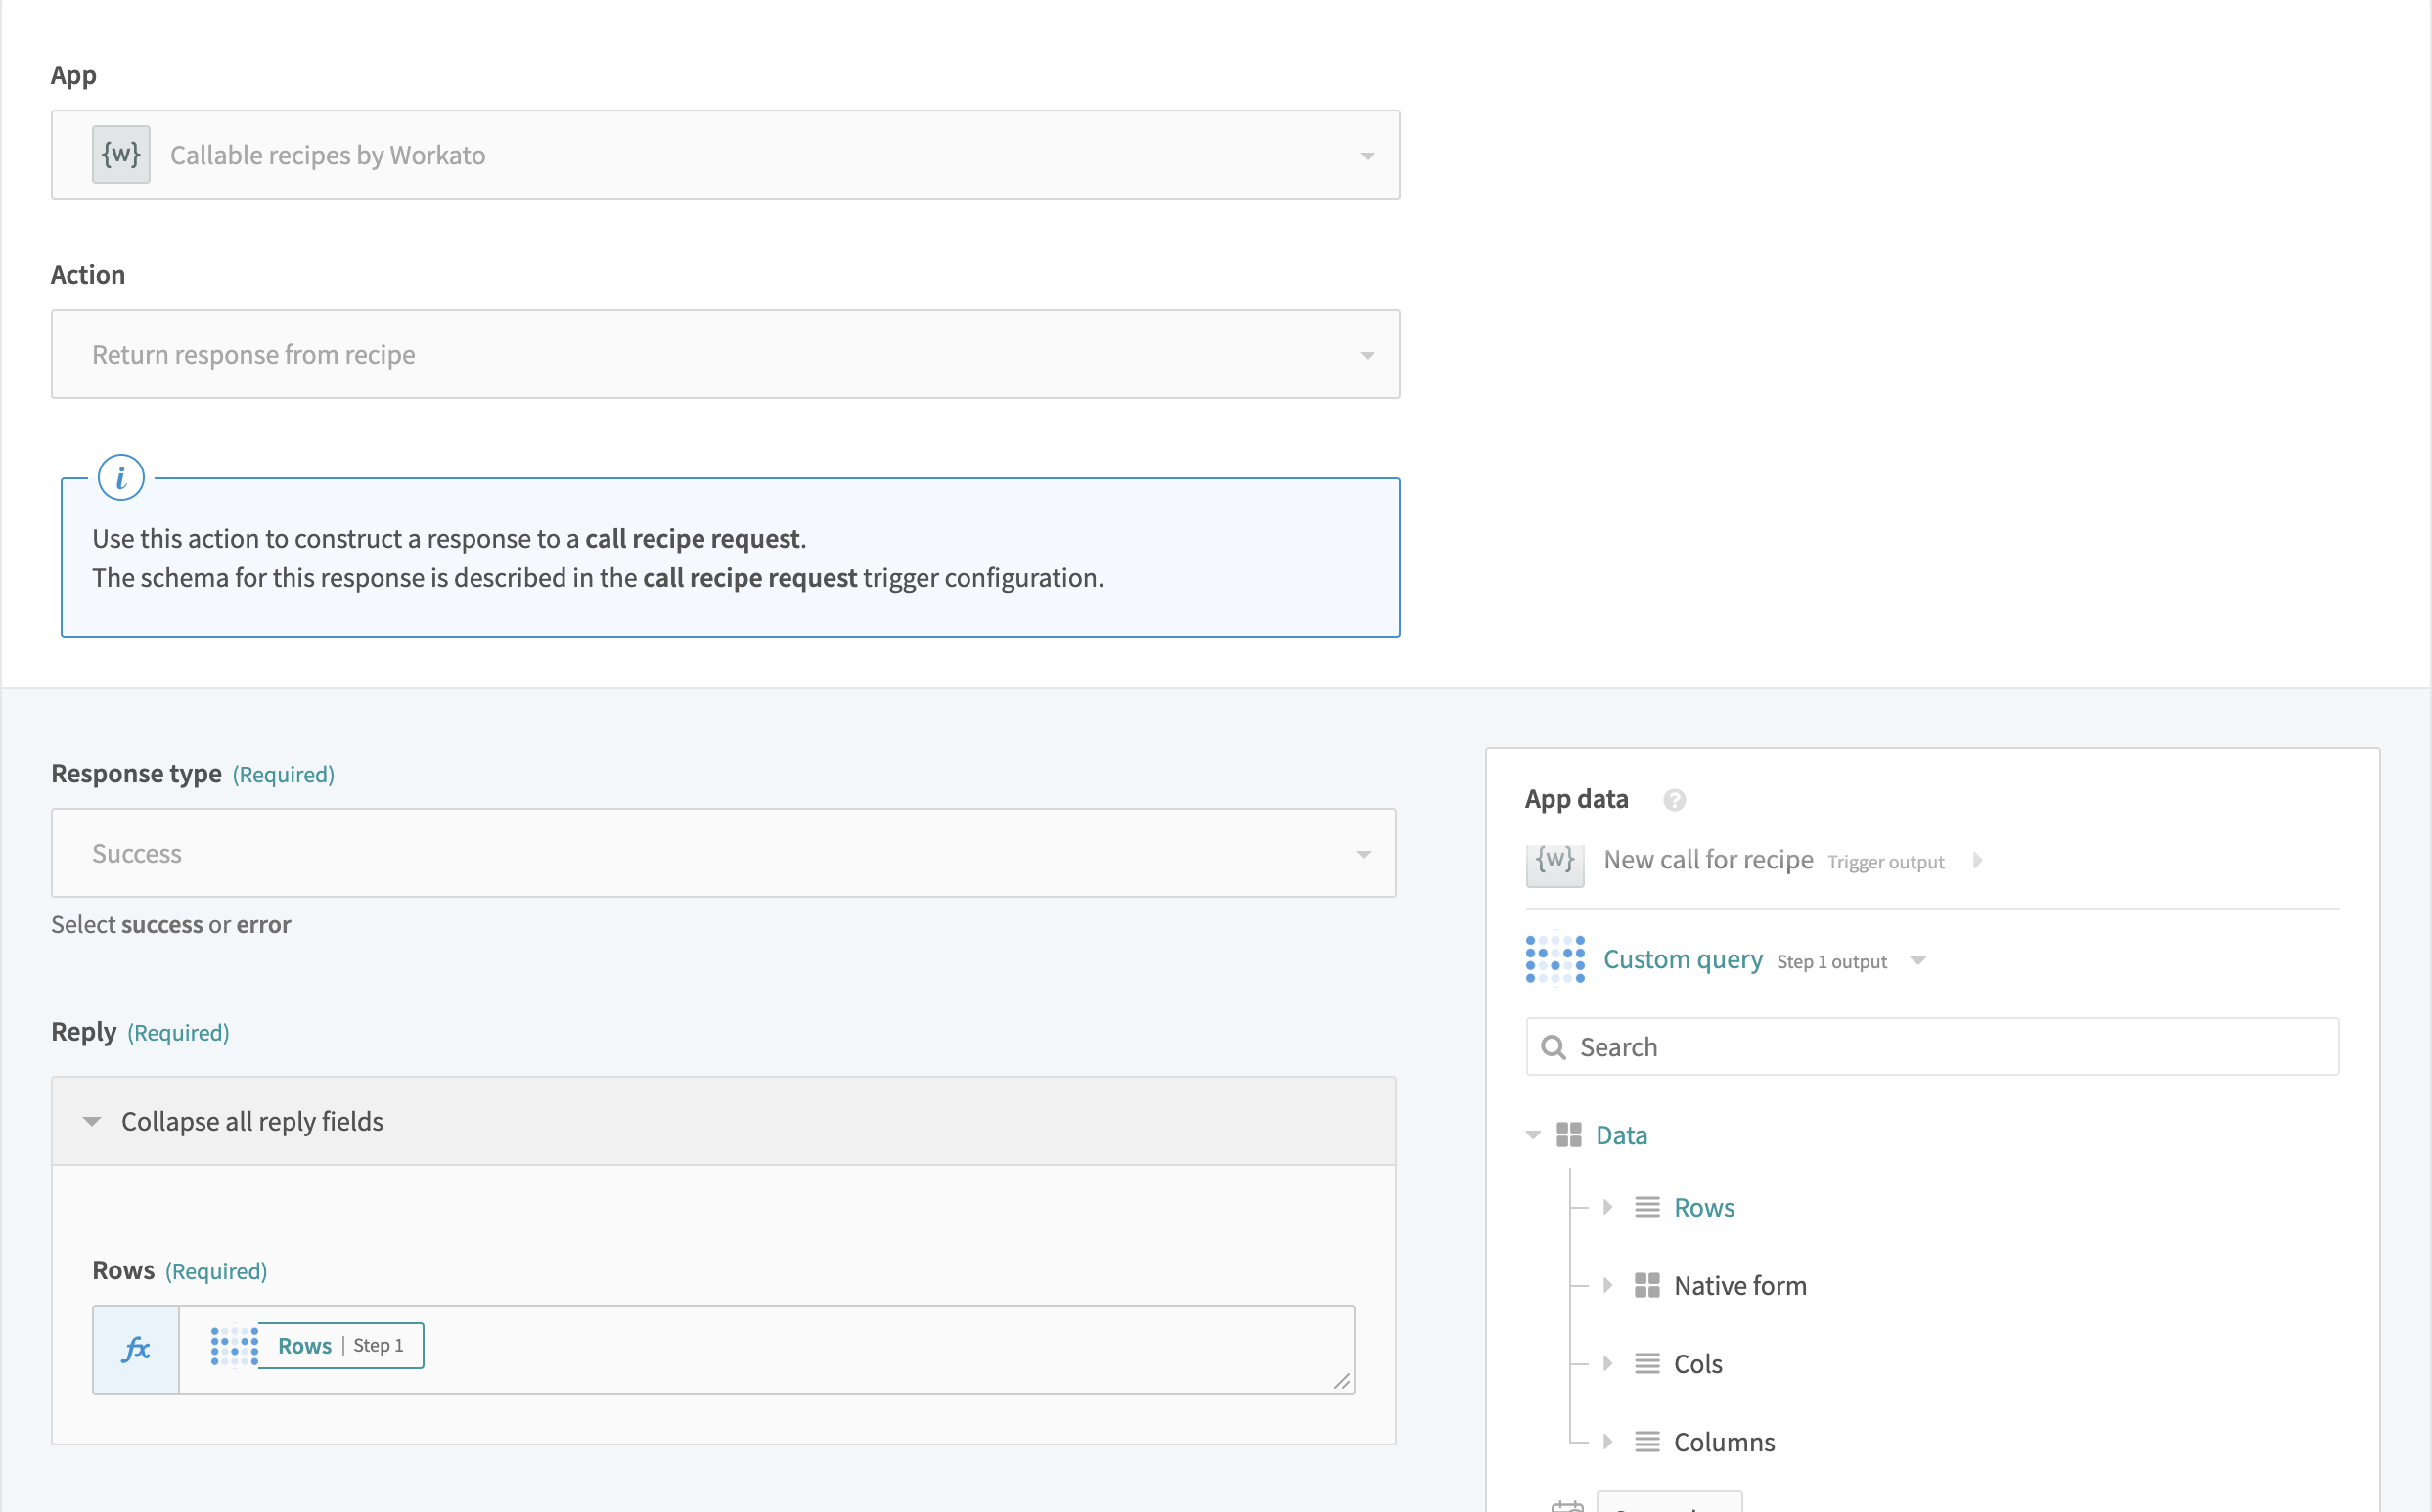 App
{w} Callable recipes by Workato
Action
Return response from recipe
i
Use this action to construct a response to a call recipe request.
The schema for this response is described in the call recipe request trigger configuration.
Response type (Required)
Success
Select success or error
Reply (Required)
Collapse all reply fields
Rows (Required)
fx Rows | Step 1
App data ?
{w} New call for recipe Trigger output
Custom query Step 1 output
Search
Data
Rows
Native form
Cols
Columns